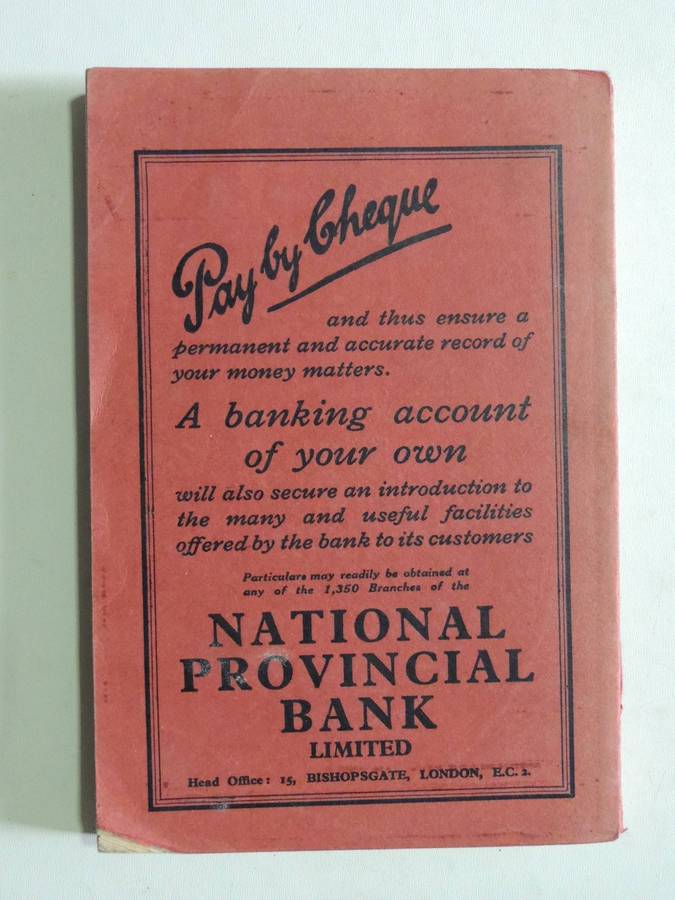 Pay by Cheque
and thus ensure a
permanent and accurate record of
your money matters.
A banking account
of your own
will also secure an introduction to
the many and useful facilities
offered by the bank to its customers
Particulars may readily be obtained at
any of the 1,350 Branches of the
NATIONAL
PROVINCIAL
BANK
LIMITED
Head Office: 15, BISHOPSGATE, LONDON, E.C. 2.